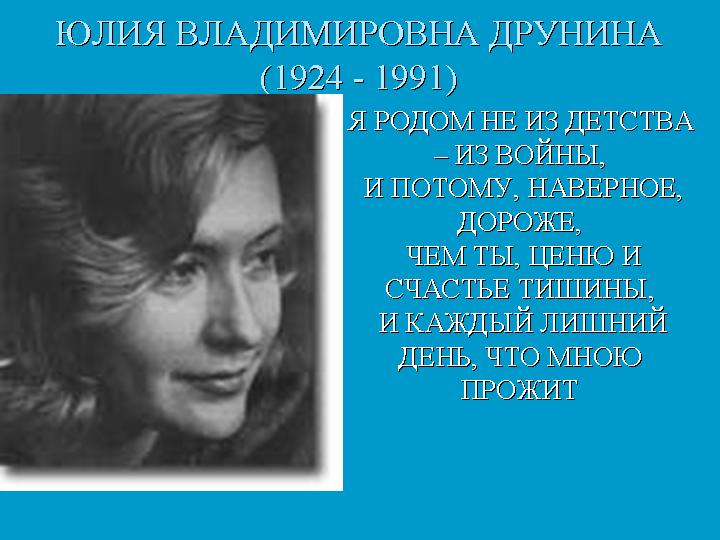 ЮЛИЯ ВЛАДИМИРОВНА ДРУНИНА
(1924 - 1991)
Я РОДОМ НЕ ИЗ ДЕТСТВА
– ИЗ ВОЙНЫ,
И ПОТОМУ, НАВЕРНОЕ,
ДОРОЖЕ,
ЧЕМ ТЫ, ЦЕНЮ И
СЧАСТЬЕ ТИШИНЫ,
И КАЖДЫЙ ЛИШНИЙ
ДЕНЬ, ЧТО МНОЮ
ПРОЖИТ